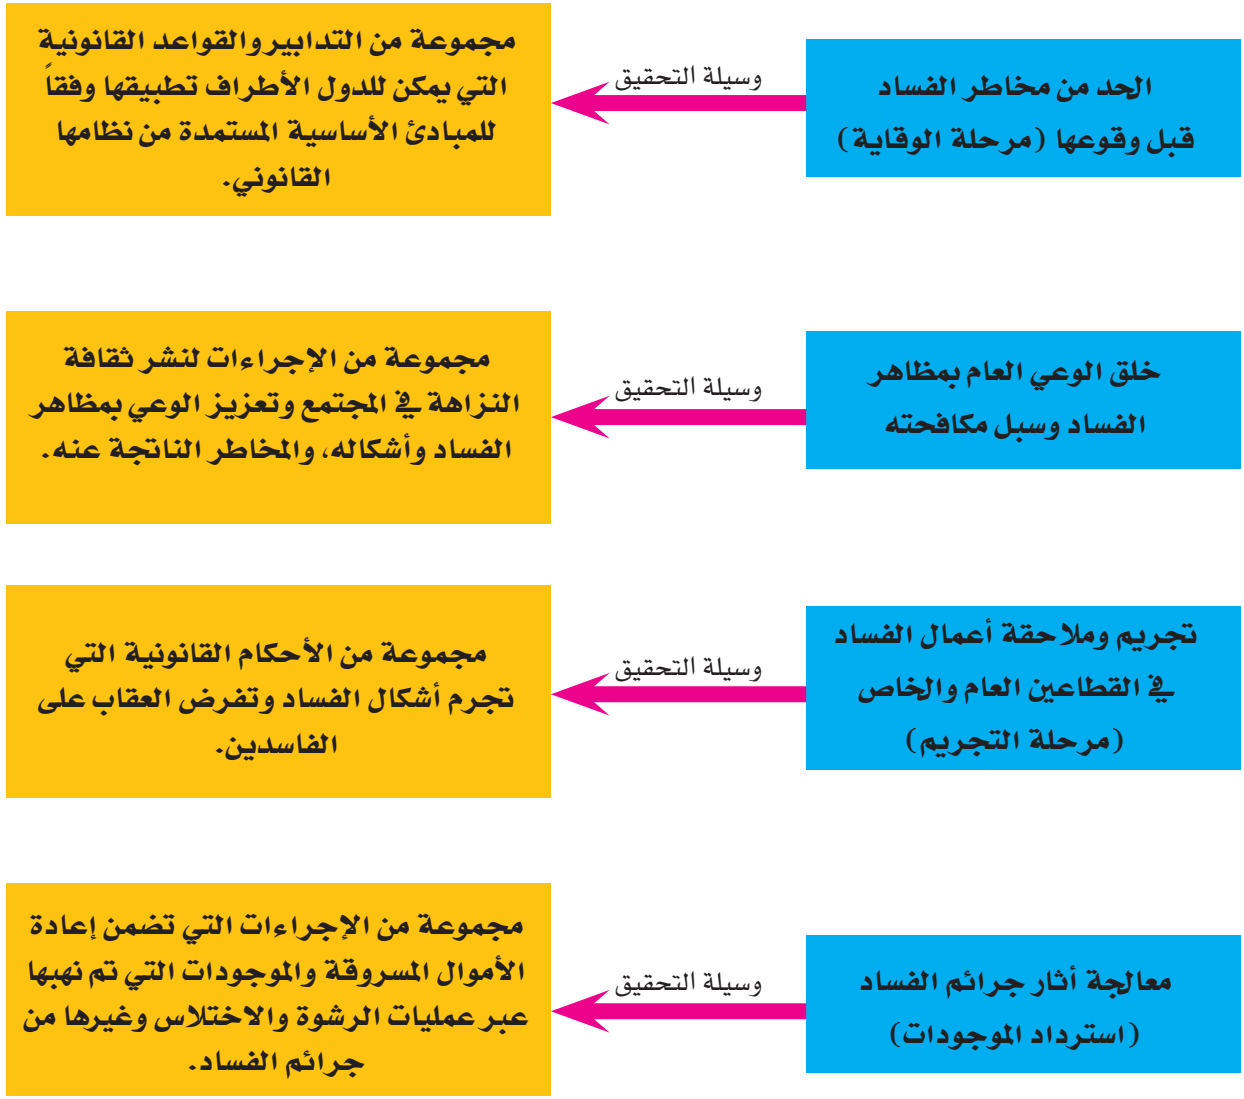 الحد من مخاطر الفساد
قبل وقوعها (مرحلة الوقاية)
وسيلة التحقيق
مجموعة من التدابير والقواعد القانونية
التي يمكن للدول الأطراف تطبيقها وفقاً
للمبادئ الأساسية المستمدة من نظامها
القانوني.
خلق الوعي العام بمظاهر
الفساد وسبل مكافحته
وسيلة التحقيق
مجموعة من الإجراءات لنشر ثقافة
النزاهة في المجتمع وتعزيز الوعي بمظاهر
الفساد وأشكاله، والمخاطر الناتجة عنه.
تجريم وملاحقة أعمال الفساد
في القطاعين العام والخاص
(مرحلة التجريم)
وسيلة التحقيق
مجموعة من الأحكام القانونية التي
تجرم أشكال الفساد وتفرض العقاب على
الفاسدين.
معالجة أثار جرائم الفساد
(استرداد الموجودات)
وسيلة التحقيق
مجموعة من الإجراءات التي تضمن إعادة
الأموال المسروقة والموجودات التي تم نهبها
عبر عمليات الرشوة والاختلاس وغيرها من
جرائم الفساد.